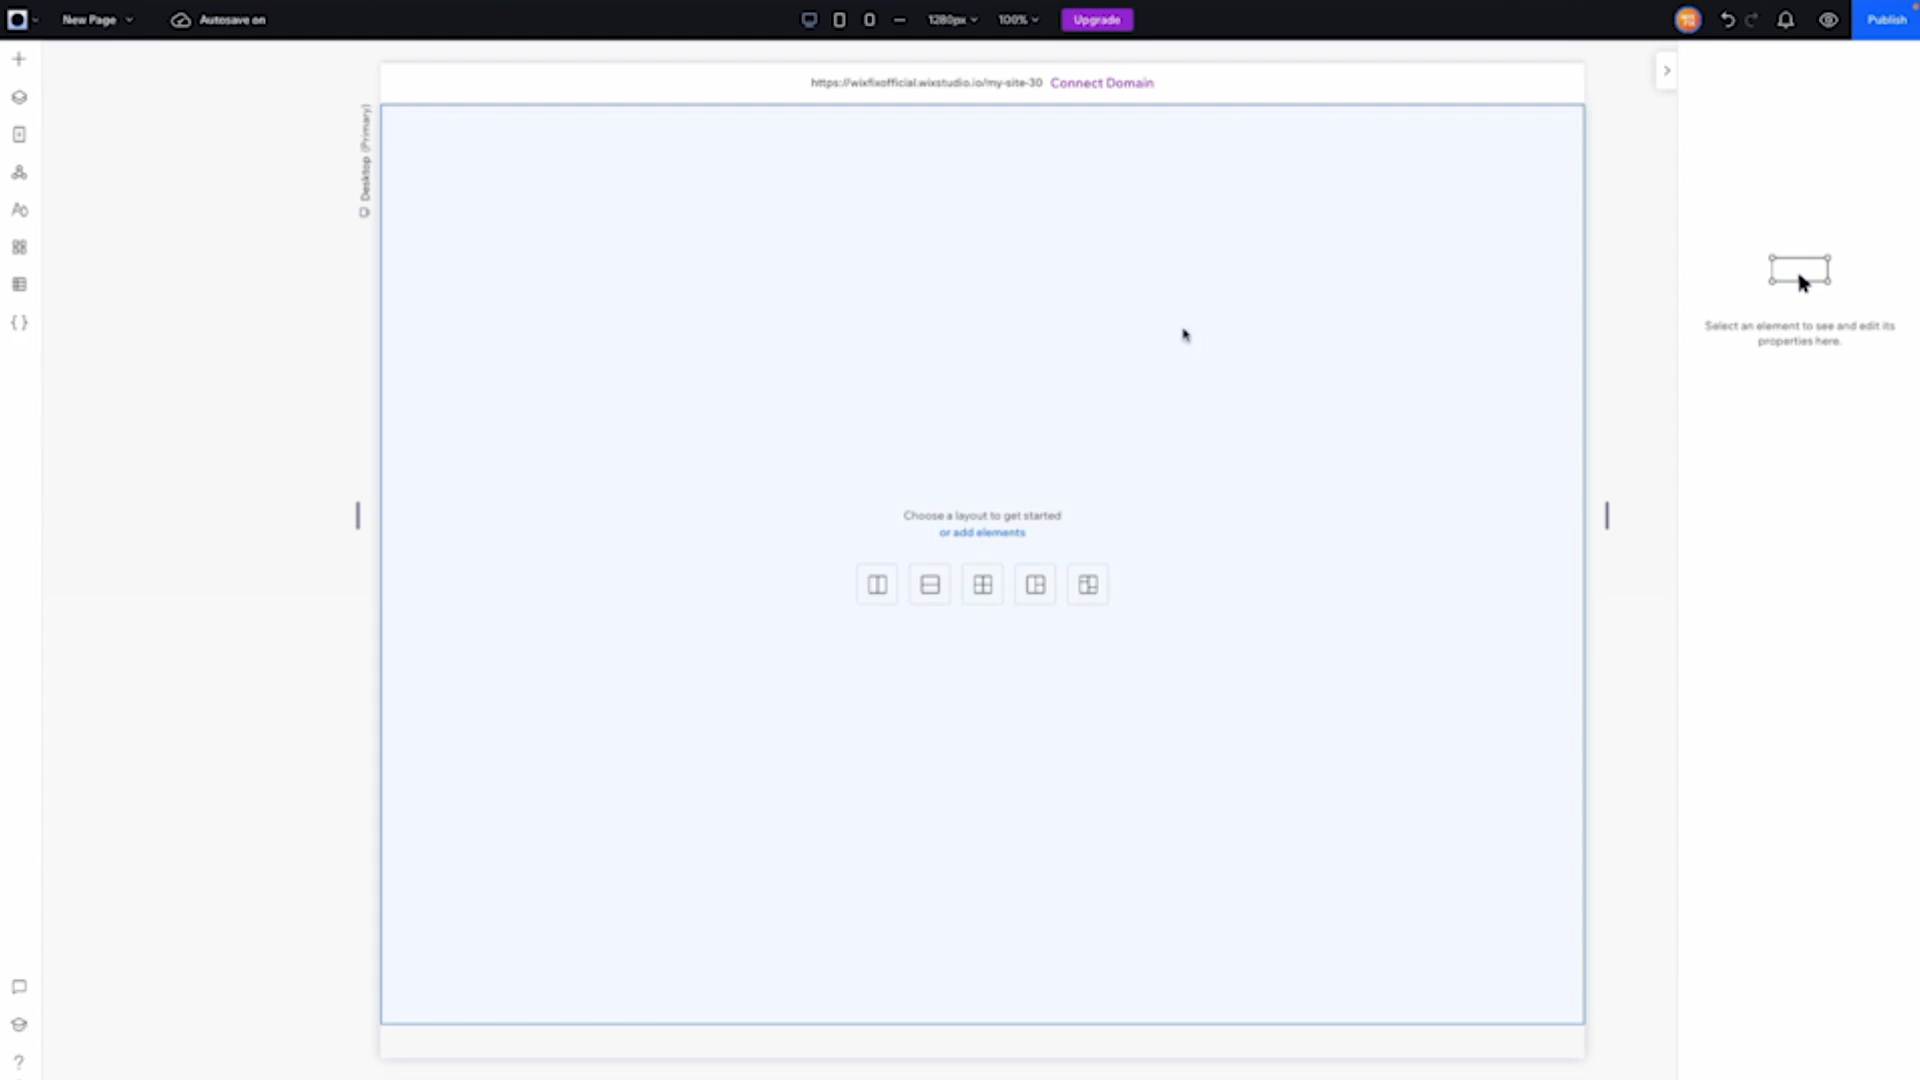 New Page
Autosave on
1280px
100%
Upgrade
Publish
https://wixfixofficial.wixstudio.io/my-site-30 Connect Domain
Desktop (Primary)
Select an element to see and edit its
properties here.
Choose a layout to get started
or add elements
?